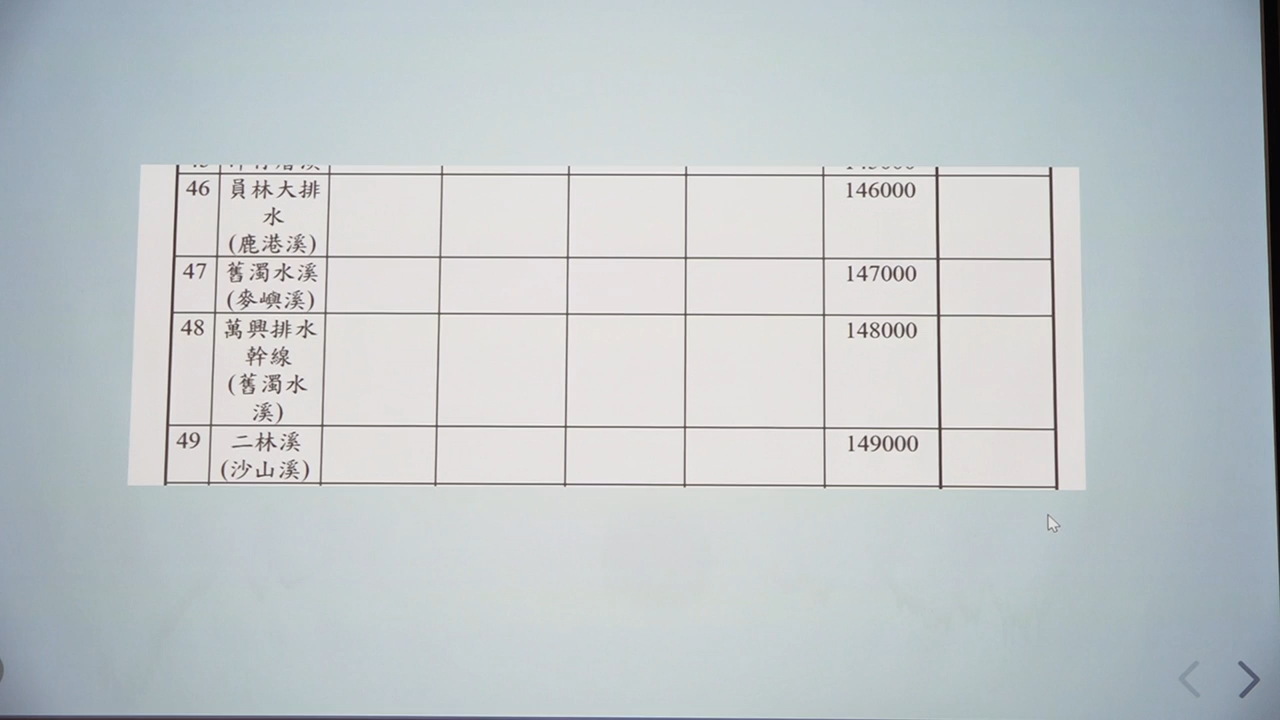 46 員林大排 146000
水
(鹿港溪)
47 舊濁水溪 147000
(麥嶼溪)
48 萬興排水 148000
幹線
(舊濁水
溪)
49 二林溪 149000
(沙山溪)